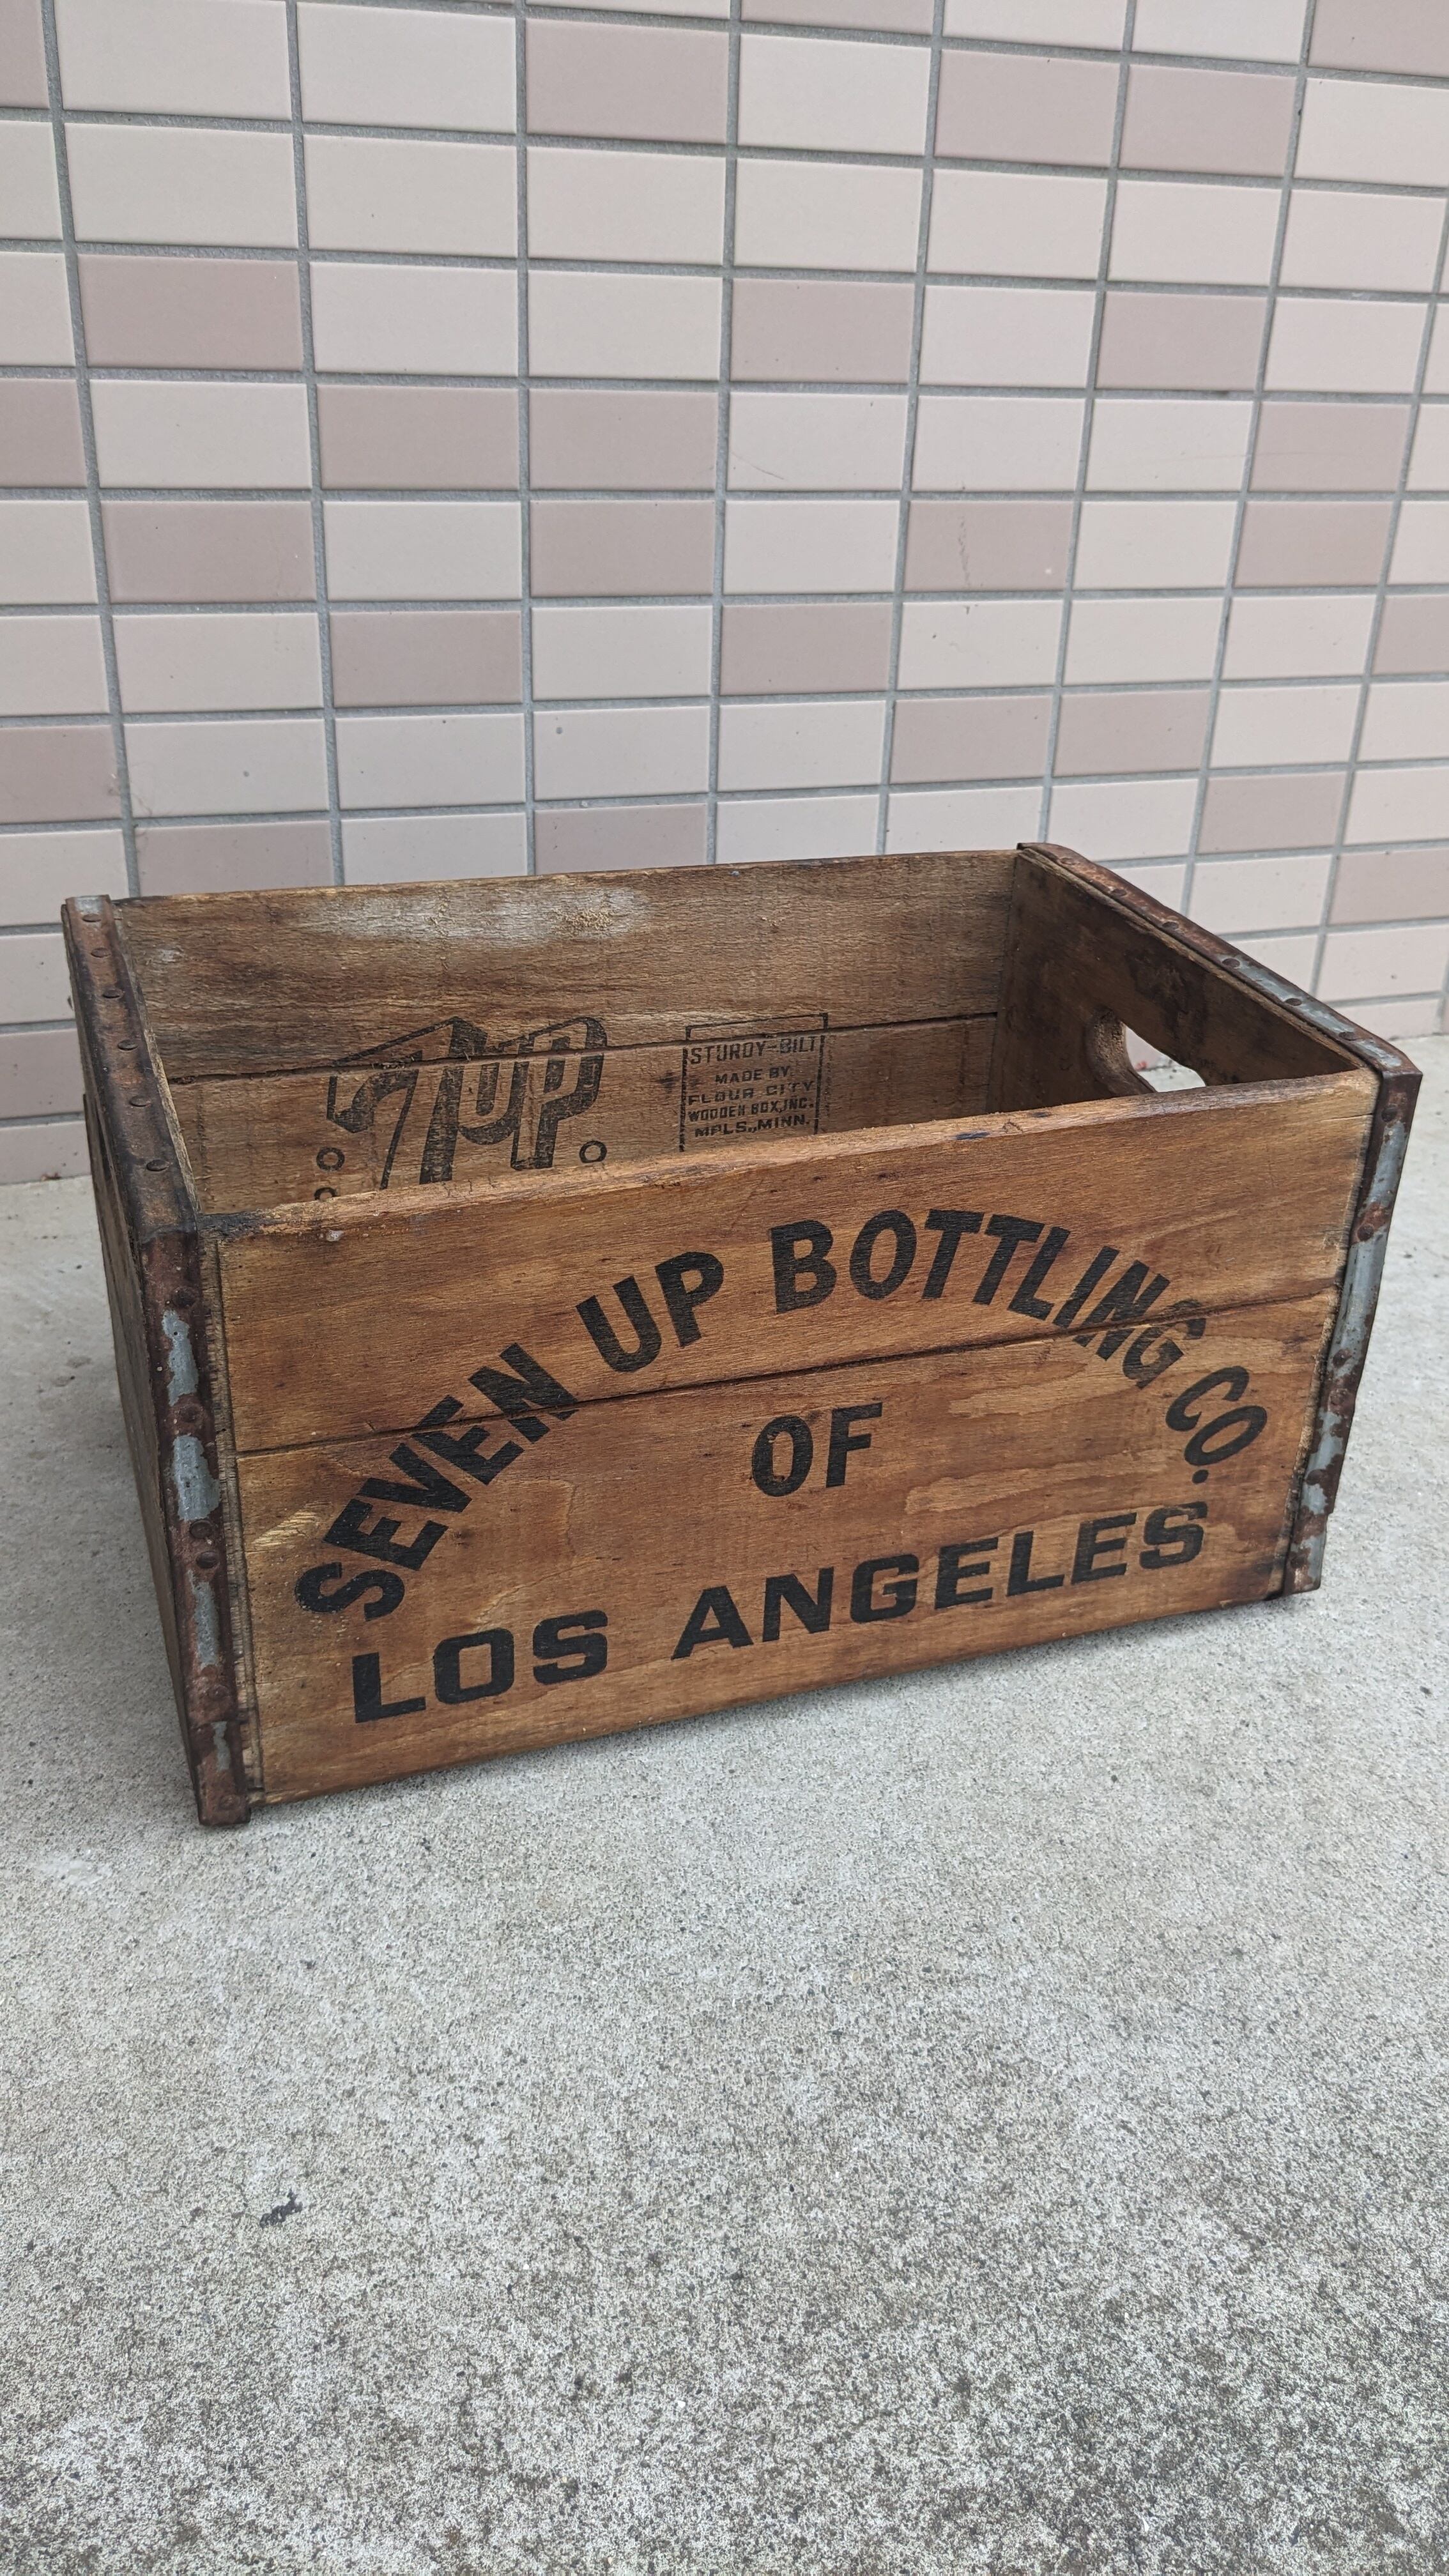 7up
STURDY-BILT
MADE BY
FLOUR CITY
WOODEN BOX, INC.
MPLS., MINN.
SEVEN UP BOTTLING CO.
OF
LOS ANGELES